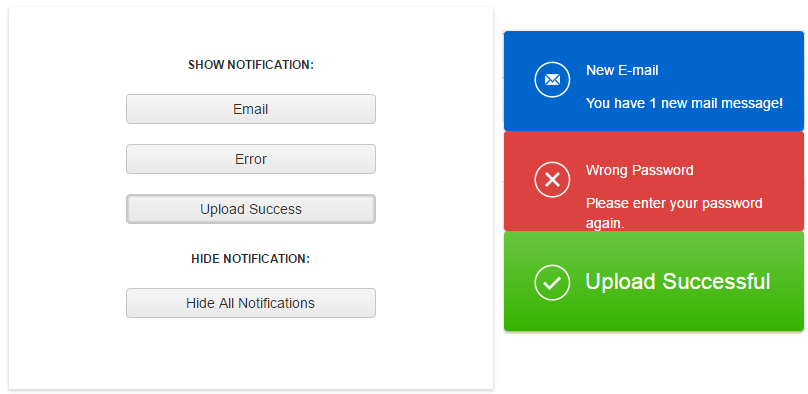 SHOW NOTIFICATION:
Email
Error
Upload Success
HIDE NOTIFICATION:
Hide All Notifications
New E-mail
You have 1 new mail message!
Wrong Password
Please enter your password
again.
Upload Successful